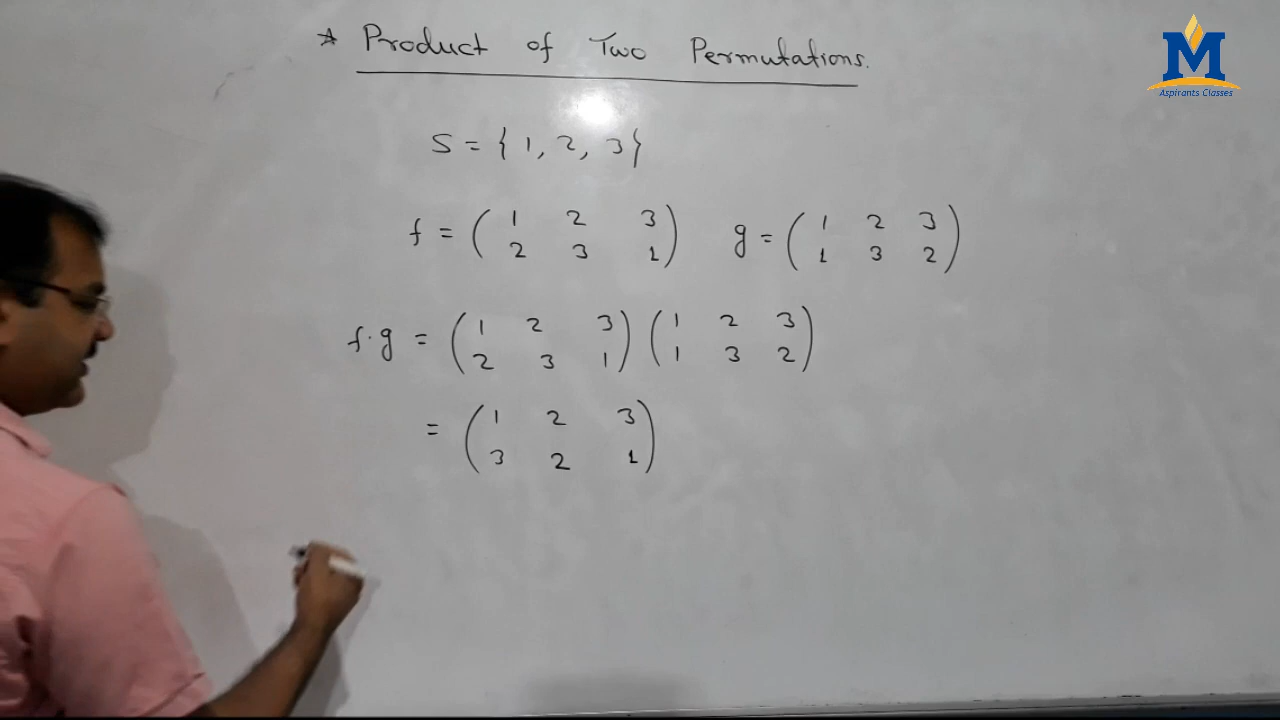 * Product of Two Permutations.
M
Aspirants Classes
S = { 1, 2, 3 }
f = ( 1 2 3 ) g = ( 1 2 3 )
2 3 1 1 3 2
f·g = ( 1 2 3 ) ( 1 2 3 )
2 3 1 1 3 2
= ( 1 2 3 )
3 2 1